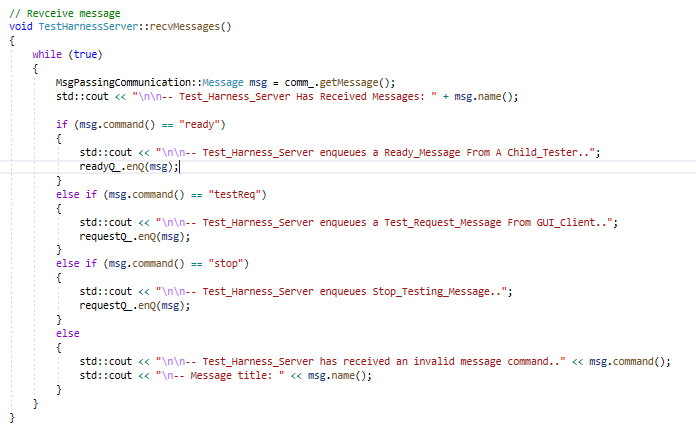 // Revceive message
void TestHarnessServer::recvMessages()
{
    while (true)
    {
        MsgPassingCommunication::Message msg = comm_.getMessage();
        std::cout << "\n\n-- Test_Harness_Server Has Received Messages: " + msg.name();
        if (msg.command() == "ready")
        {
            std::cout << "\n\n-- Test_Harness_Server enqueues a Ready_Message From A Child_Tester..";
            readyQ_.enQ(msg);
        }
        else if (msg.command() == "testReq")
        {
            std::cout << "\n\n-- Test_Harness_Server enqueues a Test_Request_Message From GUI_Client..";
            requestQ_.enQ(msg);
        }
        else if (msg.command() == "stop")
        {
            std::cout << "\n\n-- Test_Harness_Server enqueues Stop_Testing_Message..";
            requestQ_.enQ(msg);
        }
        else
        {
            std::cout << "\n\n-- Test_Harness_Server has received an invalid message command.." << msg.command();
            std::cout << "\n-- Message title: " << msg.name();
        }
    }
}